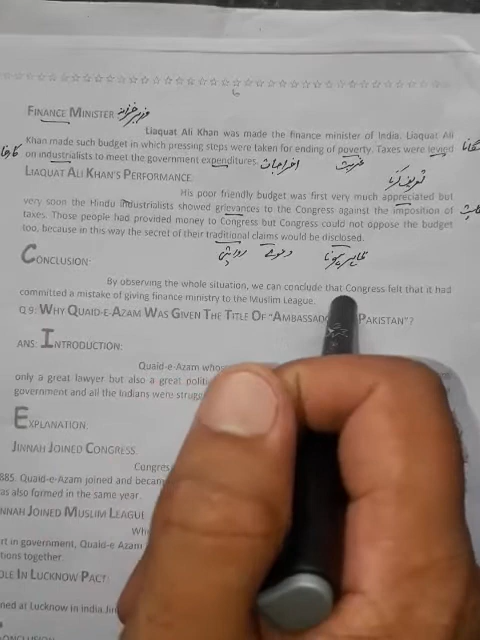 6
FINANCE MINISTER وزیر خزانہ
Liaquat Ali Khan was made the finance minister of India. Liaquat Ali
Khan made such budget in which pressing steps were taken for ending of poverty. Taxes were levied
on industrialists to meet the government expenditures. اخراجات غربت
LIAQUAT ALI KHAN'S PERFORMANCE: تعریف کرنا
His poor friendly budget was first very much appreciated but
very soon the Hindu industrialists showed grievances to the Congress against the imposition of
taxes. Those people had provided money to Congress but Congress could not oppose the budget
too, because in this way the secret of their traditional claims would be disclosed.
CONCLUSION: روایتی دعوے ظاہر ہونا
By observing the whole situation, we can conclude that Congress felt that it had
committed a mistake of giving finance ministry to the Muslim League.
Q 9: WHY QUAID-E-AZAM WAS GIVEN THE TITLE OF "AMBASSADO PAKISTAN"?
ANS: INTRODUCTION:
Quaid-e-Azam whos
only a great lawyer but also a great politi
government and all the Indians were strugg
EXPLANATION:
JINNAH JOINED CONGRESS.
Congres
885. Quaid-e-Azam joined and becam
as also formed in the same year.
NNAH JOINED MUSLIM LEAGUE
Wh
rt in government, Quaid-e Azam
tions together.
OLE IN LUCKNOW PACT:
ned at Lucknow in India.Jin
ONCLUSION